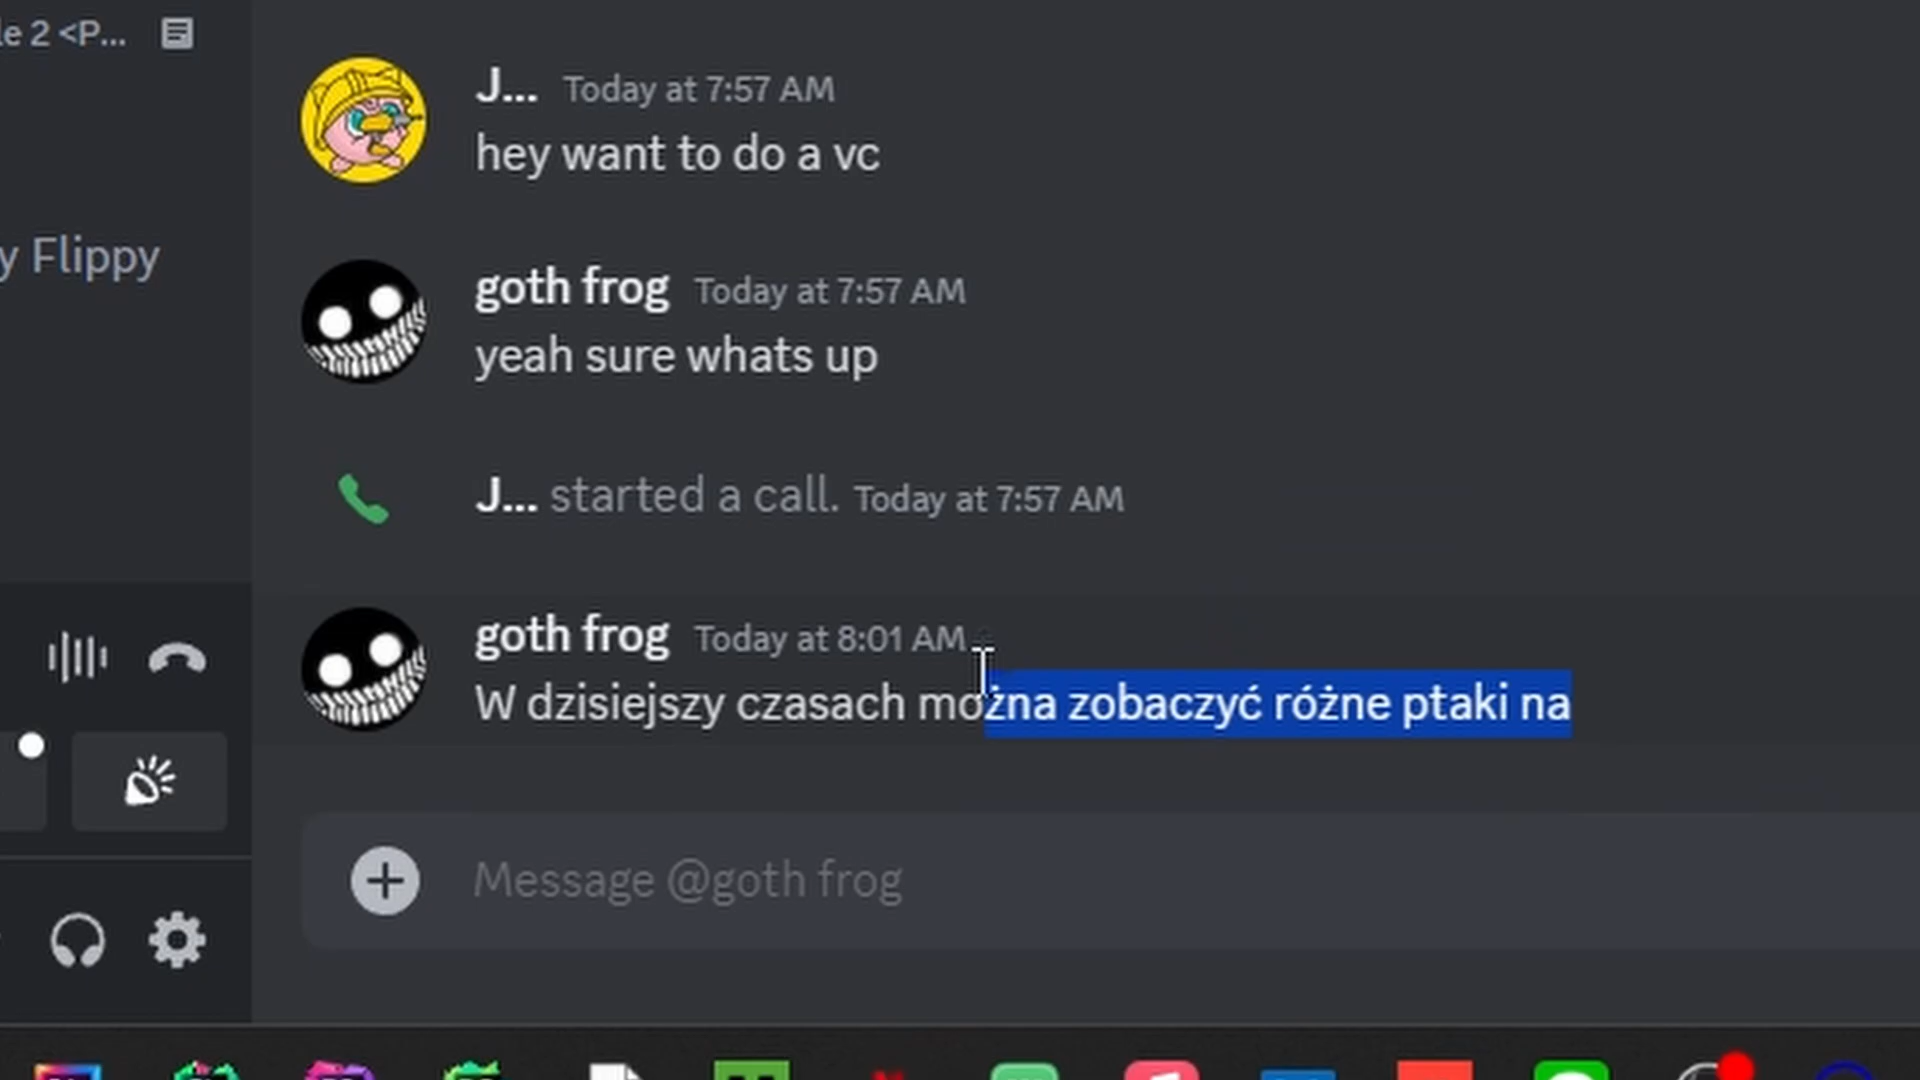 le 2 <P...
J... Today at 7:57 AM
hey want to do a vc
y Flippy
goth frog Today at 7:57 AM
yeah sure whats up
J... started a call. Today at 7:57 AM
goth frog Today at 8:01 AM
W dzisiejszy czasach można zobaczyć różne ptaki na
Message @goth frog